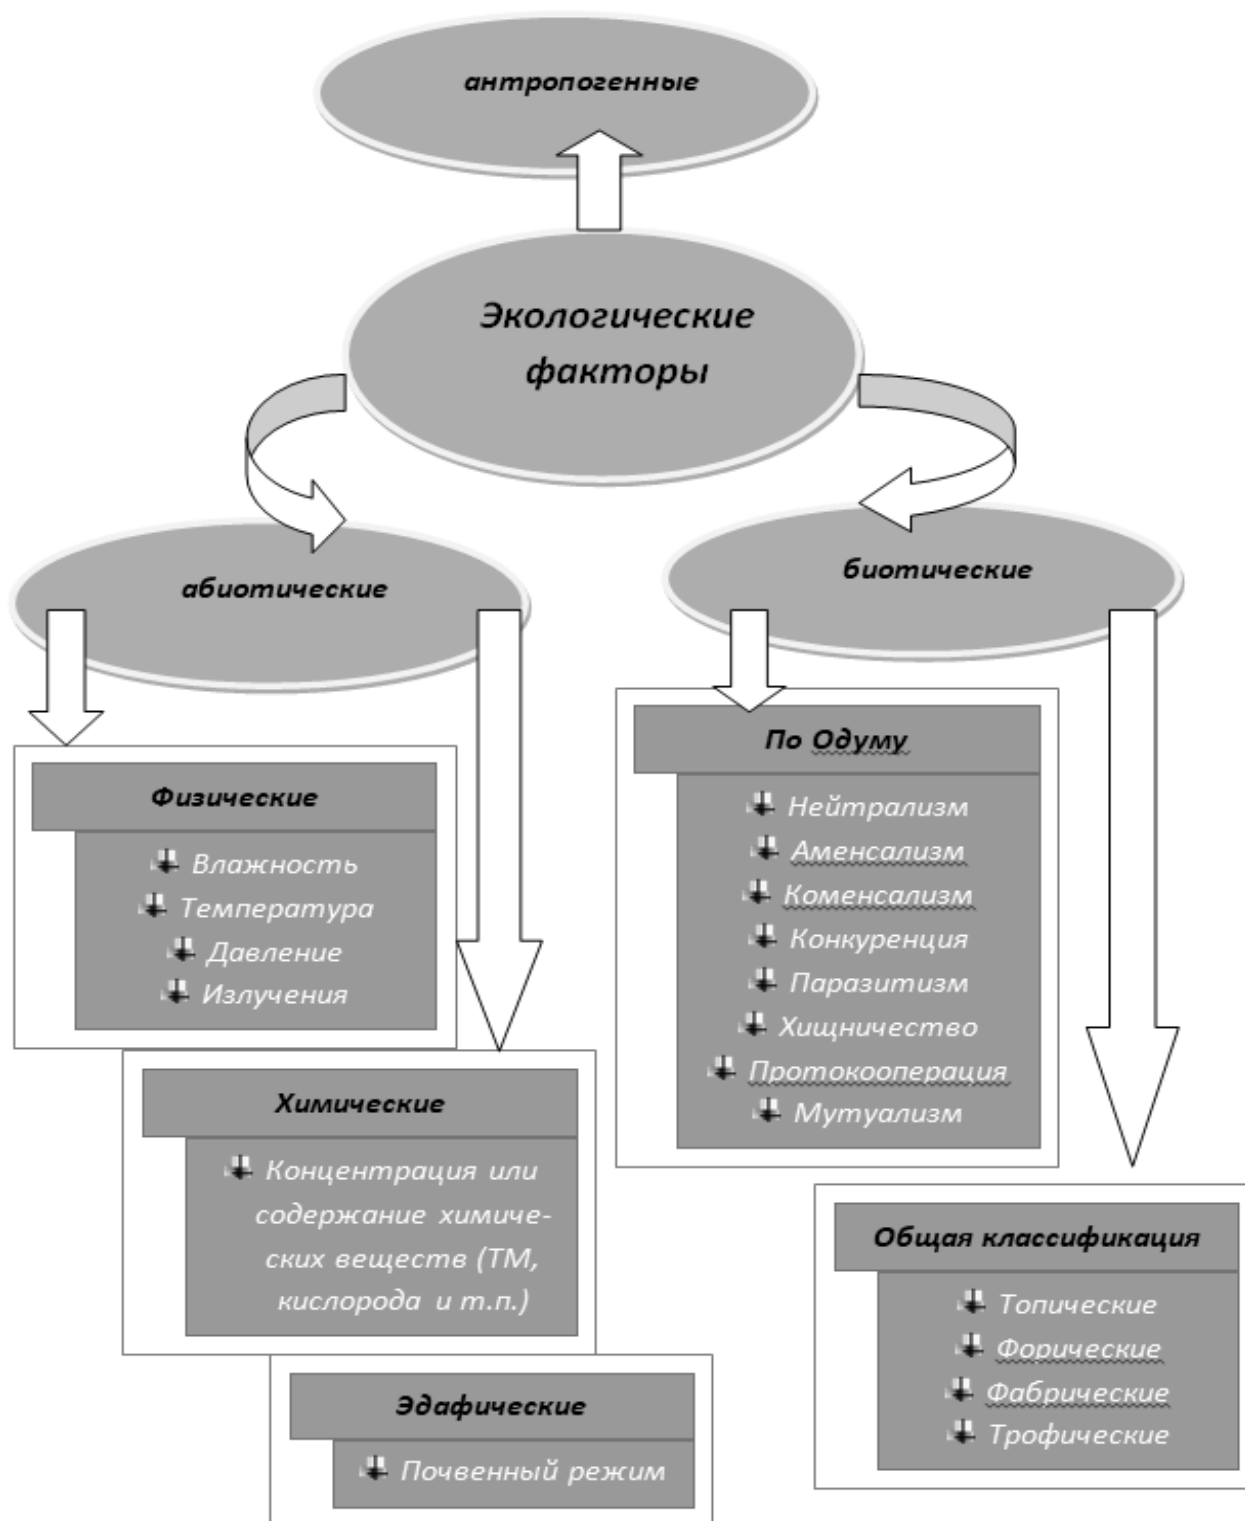 антропогенные
Экологические
факторы
абиотические
биотические
Физические
Влажность
Температура
Давление
Излучения
Химические
Концентрация или
содержание химиче-
ских веществ (ТМ,
кислорода и т.п.)
Эдафические
Почвенный режим
По Одуму
Нейтрализм
Аменсализм
Коменсализм
Конкуренция
Паразитизм
Хищничество
Протокооперация
Мутуализм
Общая классификация
Топические
Форические
Фабрические
Трофические